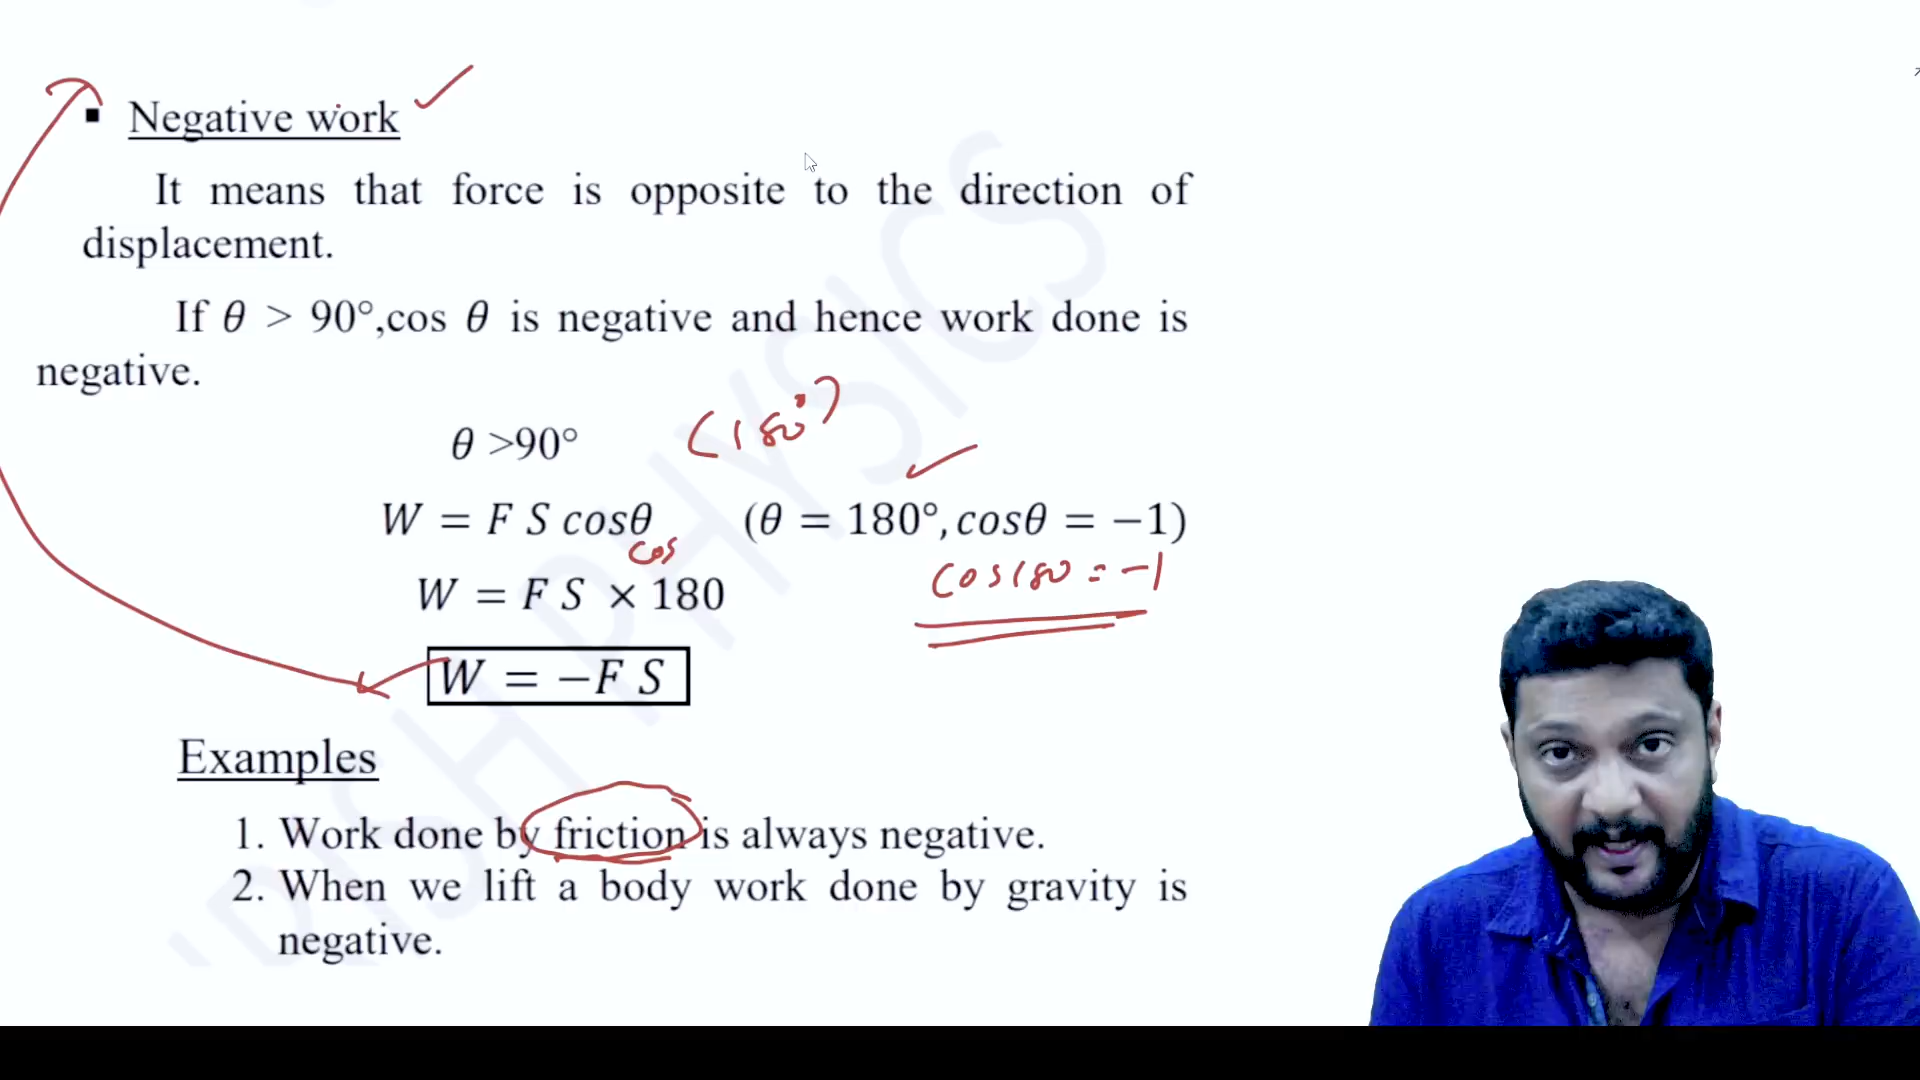 ▪ Negative work
It means that force is opposite to the direction of
displacement.
If θ > 90°,cos θ is negative and hence work done is
negative.
(180°)
θ >90°
W = F S cosθ (θ = 180°, cosθ = −1)
cos
cos180 = -1
W = F S × 180
W = −F S
Examples
1. Work done by friction is always negative.
2. When we lift a body work done by gravity is
negative.
PHYSICS